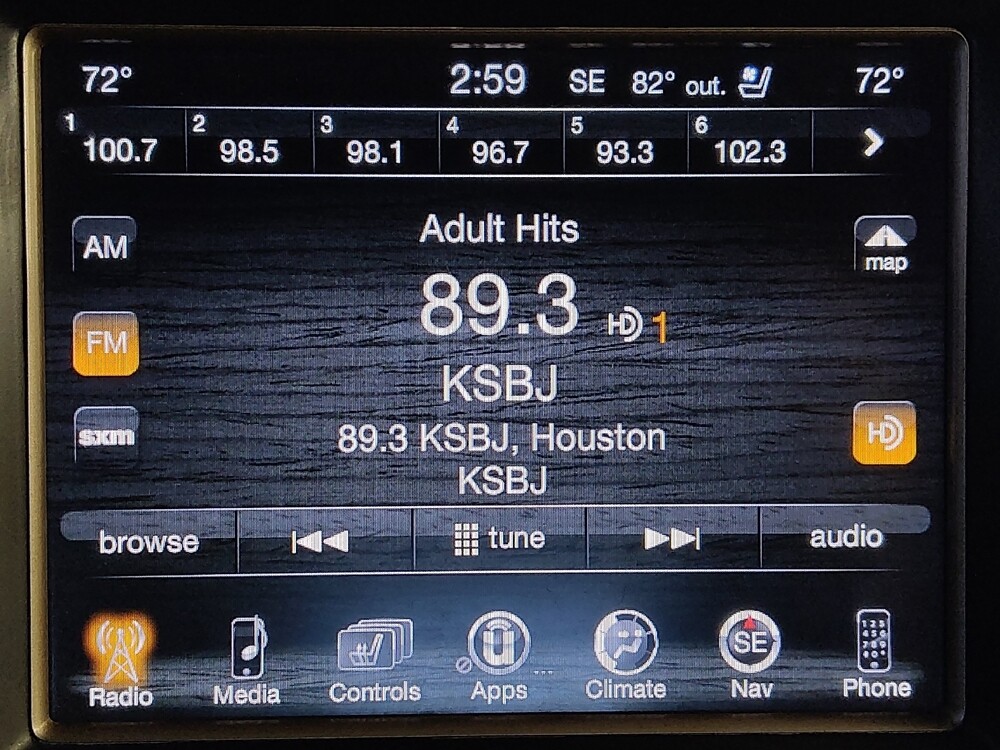 72° 2:59 SE 82° out. 72°
1 2 3 4 5 6
100.7 98.5 98.1 96.7 93.3 102.3
Adult Hits
AM
map
89.3 HD 1
FM
KSBJ
89.3 KSBJ, Houston
sxm
HD
KSBJ
browse tune audio
SE
Radio Media Controls Apps ... Climate Nav Phone